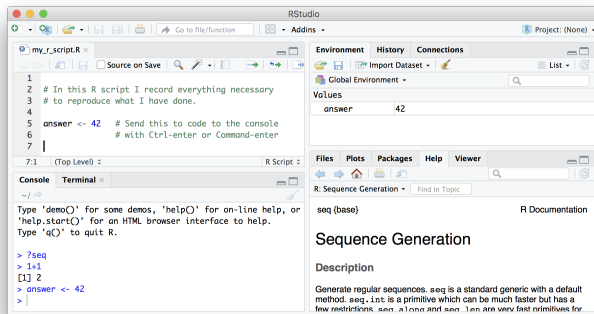 RStudio
Go to file/function
Addins
Project: (None)
my_r_script.R
Source on Save
1
2 # In this R script I record everything necessary
3 # to reproduce what I have done.
4
5 answer <- 42 # Send this to code to the console
6 # with Ctrl-enter or Command-enter
7
7:1 (Top Level) R Script
Console Terminal
~/
Type 'demo()' for some demos, 'help()' for on-line help, or
'help.start()' for an HTML browser interface to help.
Type 'q()' to quit R.
> ?seq
> 1+1
[1] 2
> answer <- 42
>
Environment History Connections
Import Dataset List
Global Environment
Values
answer 42
Files Plots Packages Help Viewer
R: Sequence Generation Find in Topic
seq {base} R Documentation
Sequence Generation
Description
Generate regular sequences. seq is a standard generic with a default
method. seq.int is a primitive which can be much faster but has a
few restrictions. seq_along and seq_len are very fast primitives for